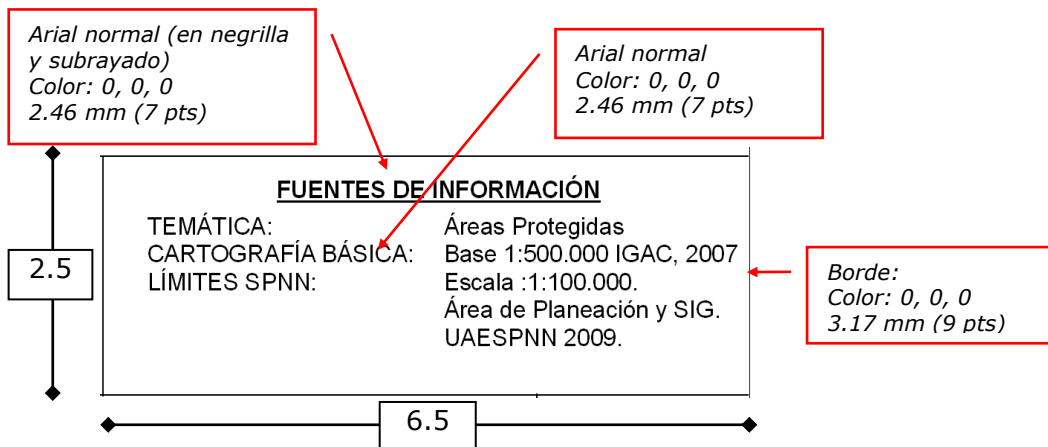 Arial normal (en negrilla
y subrayado)
Color: 0, 0, 0
2.46 mm (7 pts)
Arial normal
Color: 0, 0, 0
2.46 mm (7 pts)
FUENTES DE INFORMACIÓN
TEMÁTICA: Áreas Protegidas
CARTOGRAFÍA BÁSICA: Base 1:500.000 IGAC, 2007
LÍMITES SPNN: Escala :1:100.000.
Área de Planeación y SIG.
UAESPNN 2009.
2.5
Borde:
Color: 0, 0, 0
3.17 mm (9 pts)
6.5